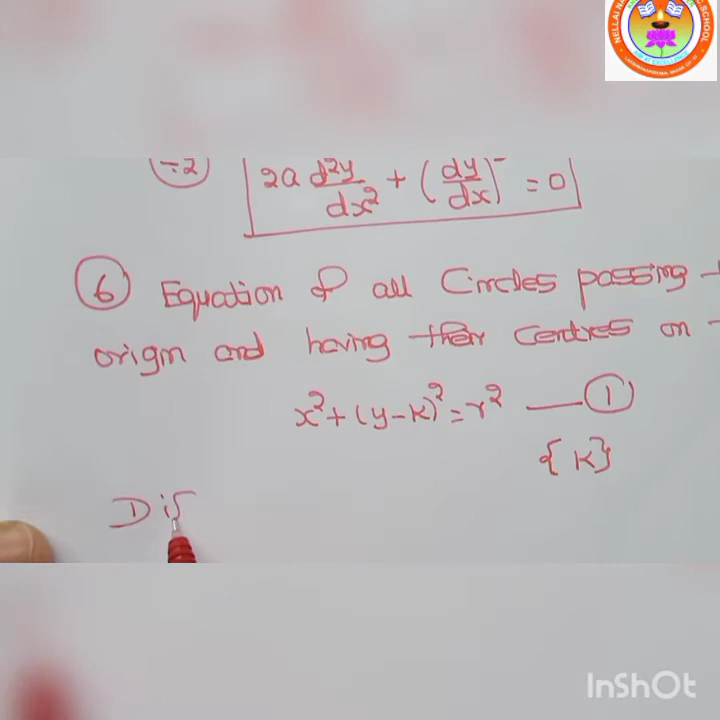 ÷2 2a d²y/dx² + (dy/dx) = 0
6 Equation of all Circles passing
origin and having their centres on
x² + (y-k)² = r² — 1
{k}
Dif
InShOt